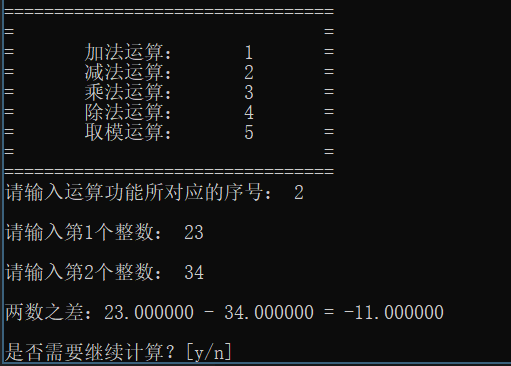 =================================
=                               =
=       加法运算:       1       =
=       减法运算:       2       =
=       乘法运算:       3       =
=       除法运算:       4       =
=       取模运算:       5       =
=                               =
=================================
请输入运算功能所对应的序号: 2
请输入第1个整数: 23
请输入第2个整数: 34
两数之差: 23.000000 - 34.000000 = -11.000000
是否需要继续计算? [y/n]